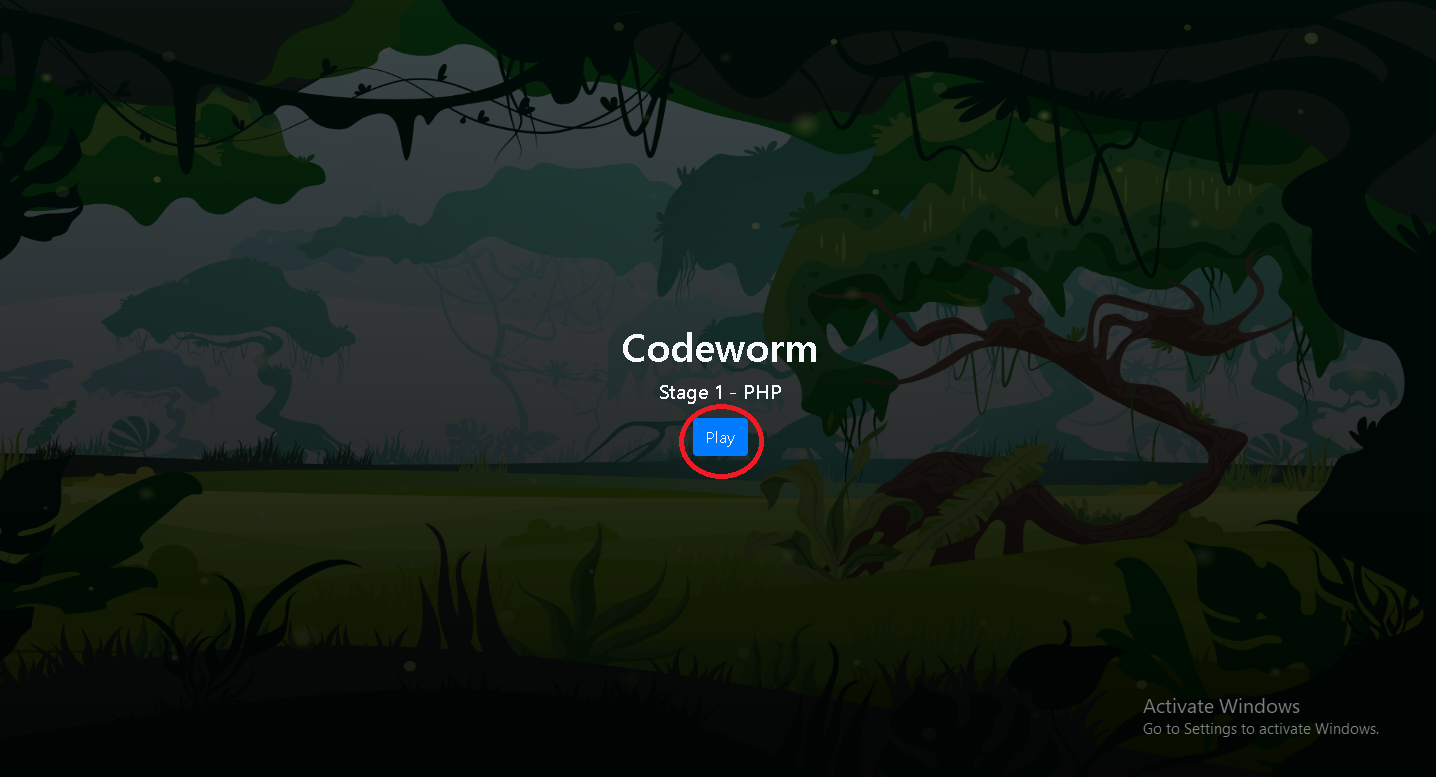 Codeworm
Stage 1 - PHP
Play
Activate Windows
Go to Settings to activate Windows.